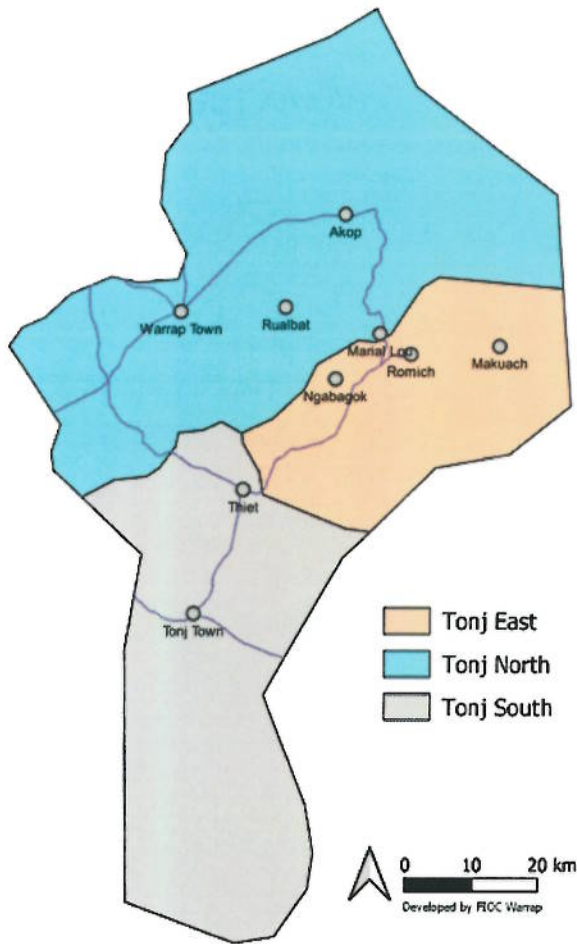 Akop
Warrap Town
Rualbat
Marial Lou
Romich
Makuach
Ngabagok
Thiet
Tonj Town
Tonj East
Tonj North
Tonj South
0 10 20 km
Developed by FIOC Warrap